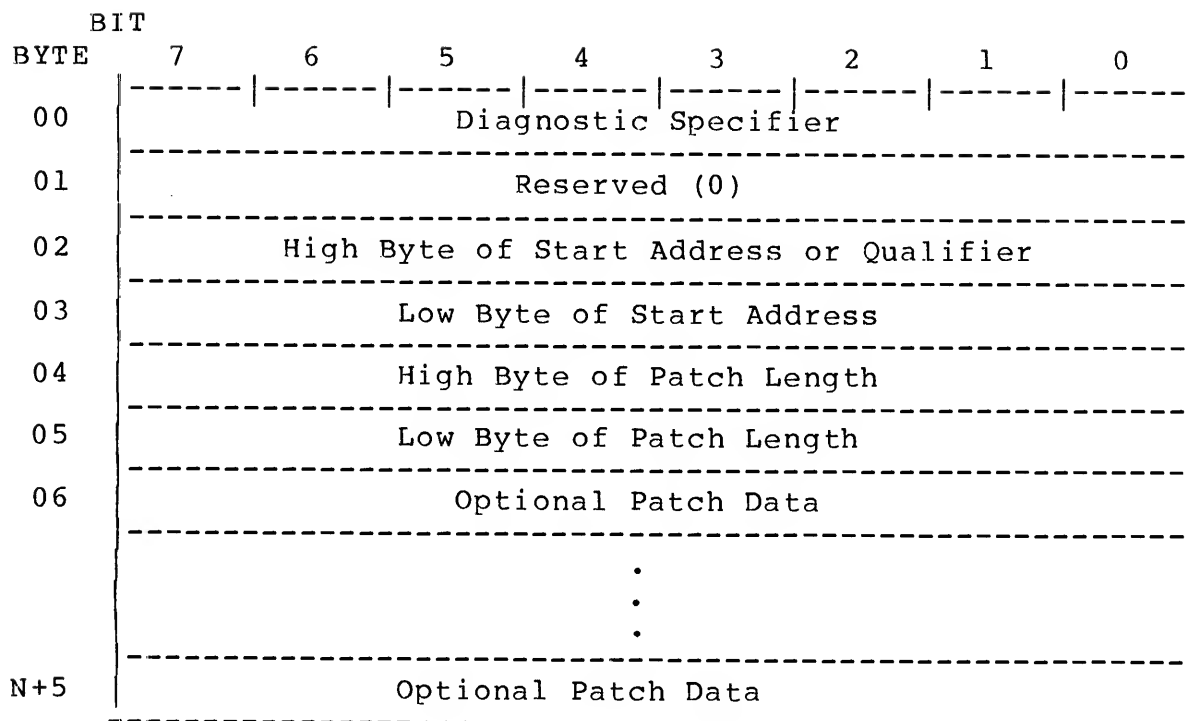 BIT
BYTE 7 6 5 4 3 2 1 0
00 Diagnostic Specifier
01 Reserved (0)
02 High Byte of Start Address or Qualifier
03 Low Byte of Start Address
04 High Byte of Patch Length
05 Low Byte of Patch Length
06 Optional Patch Data
.
.
.
N+5 Optional Patch Data